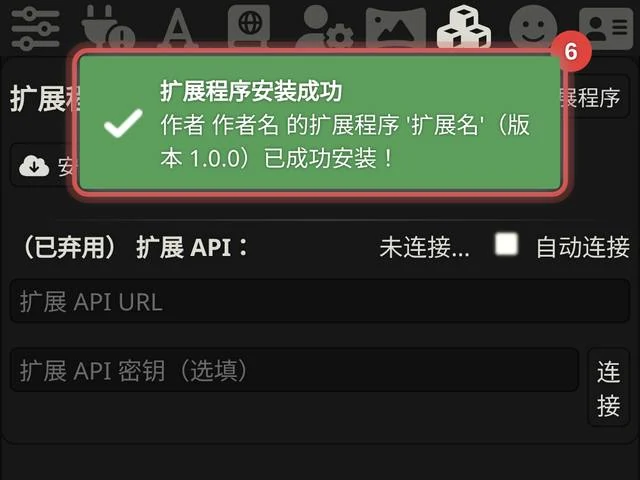 6
扩展程序安装成功
作者 作者名 的扩展程序 '扩展名'（版
本 1.0.0）已成功安装！
扩展
展程序
安
（已弃用） 扩展 API： 未连接... 自动连接
扩展 API URL
扩展 API 密钥（选填）
连
接